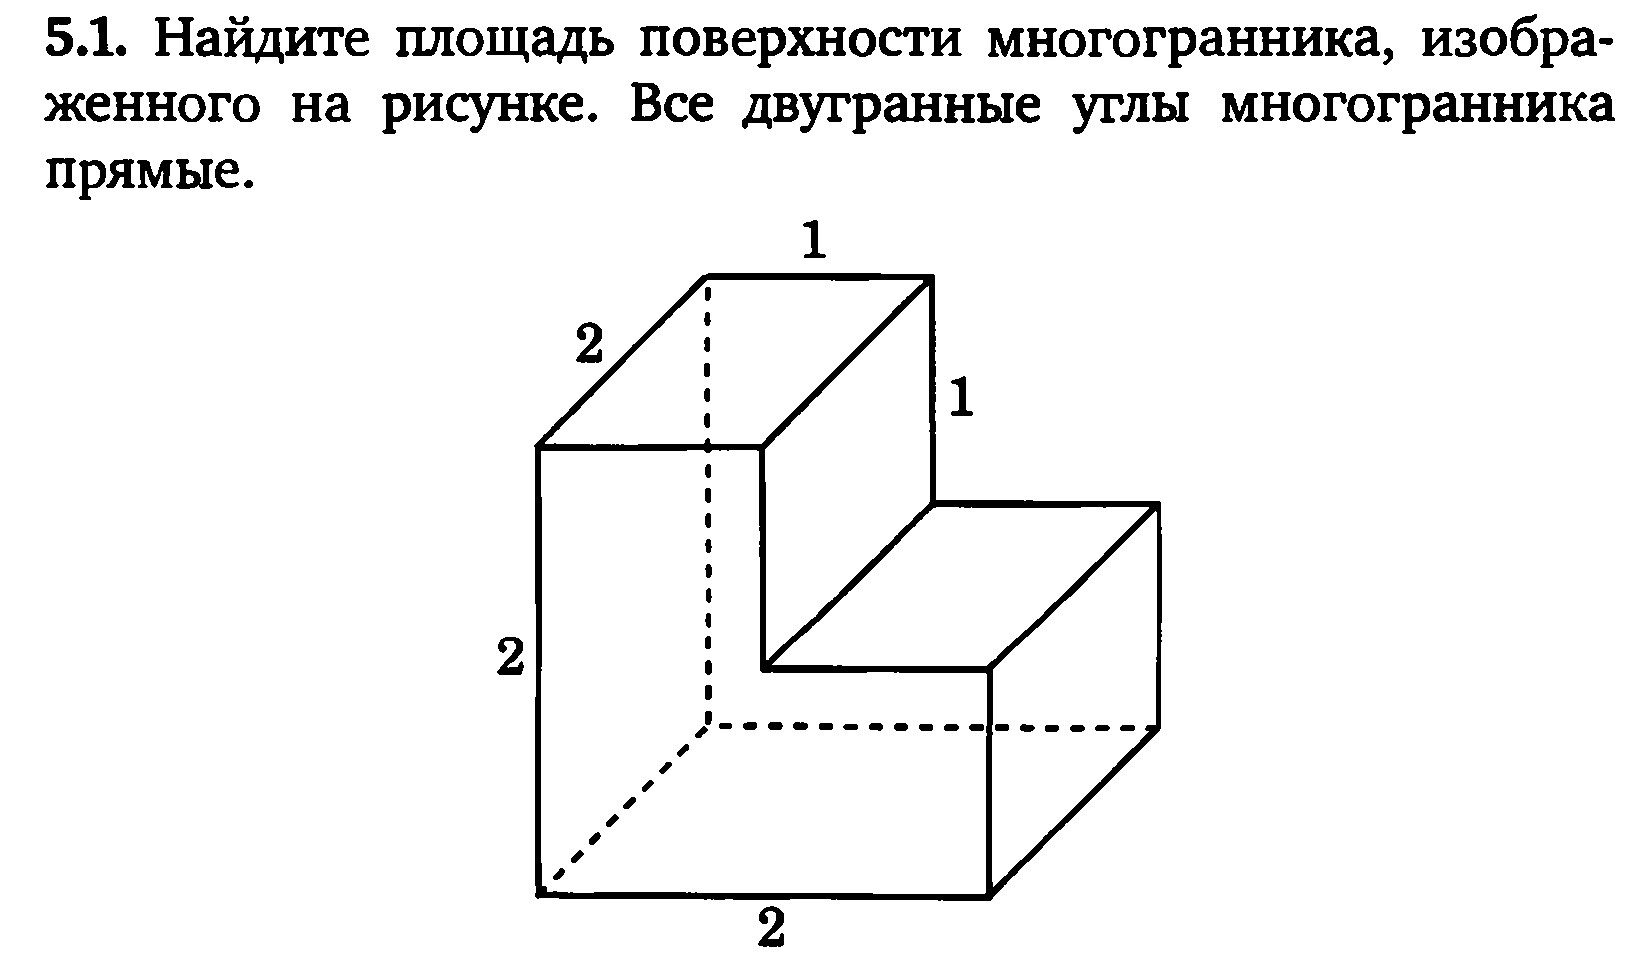 5.1. Найдите площадь поверхности многогранника, изобра-
женного на рисунке. Все двугранные углы многогранника
прямые.
1
2
1
2
2